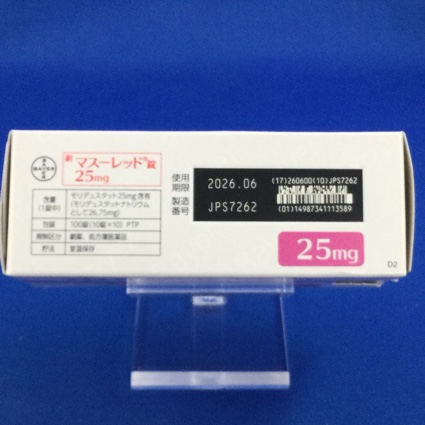 BAYER
劇 マスーレッド®錠
25mg
含量(1錠中) モリデュスタット25mg 含有
(モリデュスタットナトリウム
として26.75mg)
包装 100錠(10錠×10) PTP
規制区分 劇薬、処方箋医薬品
貯法 室温保存
使用期限 2026.06
製造番号 JPS7262
(17)260600(10)JPS7262
(01)14987341113589
25mg
D2